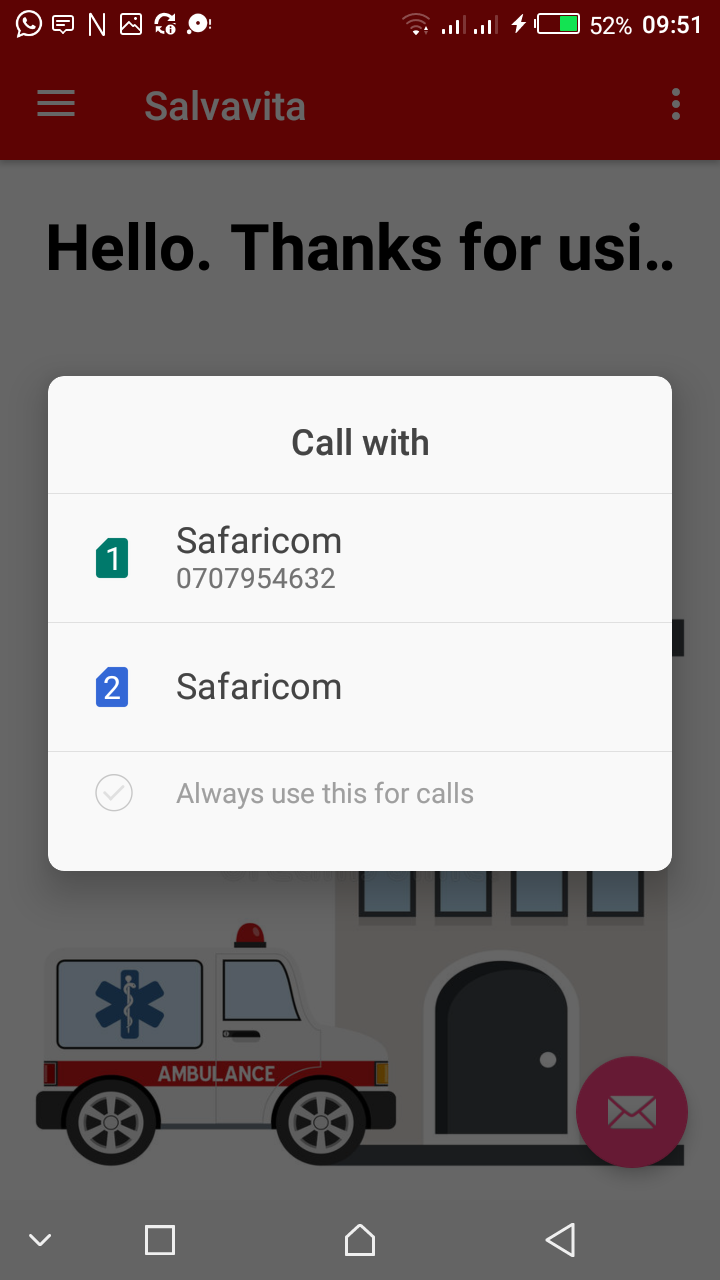 52% 09:51
Salvavita
Hello. Thanks for usi..
Call with
1 Safaricom
0707954632
2 Safaricom
Always use this for calls
AMBULANCE